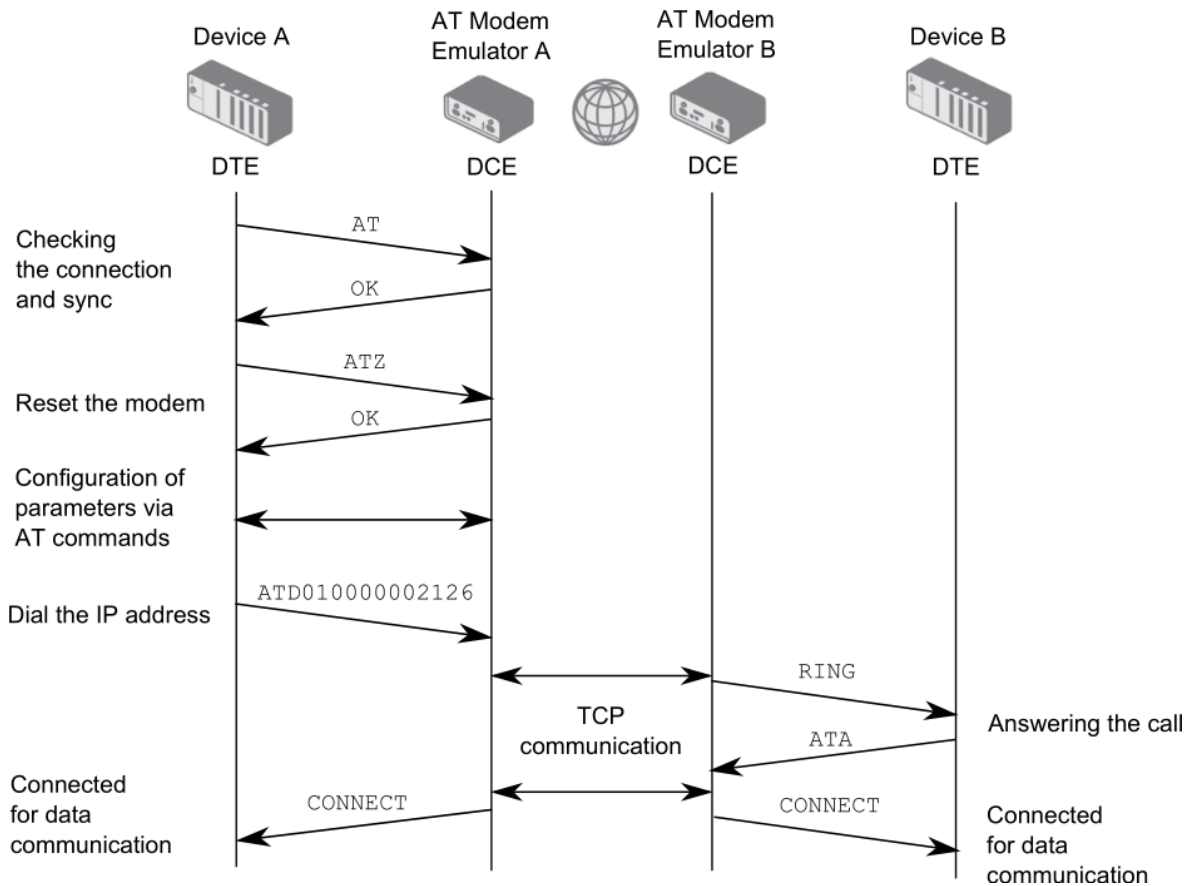 Device A
AT Modem
Emulator A
AT Modem
Emulator B
Device B
DTE
DCE
DCE
DTE
Checking
the connection
and sync
AT
OK
Reset the modem
ATZ
OK
Configuration of
parameters via
AT commands
Dial the IP address
ATD010000002126
RING
TCP
communication
Answering the call
ATA
Connected
for data
communication
CONNECT
CONNECT
Connected
for data
communication